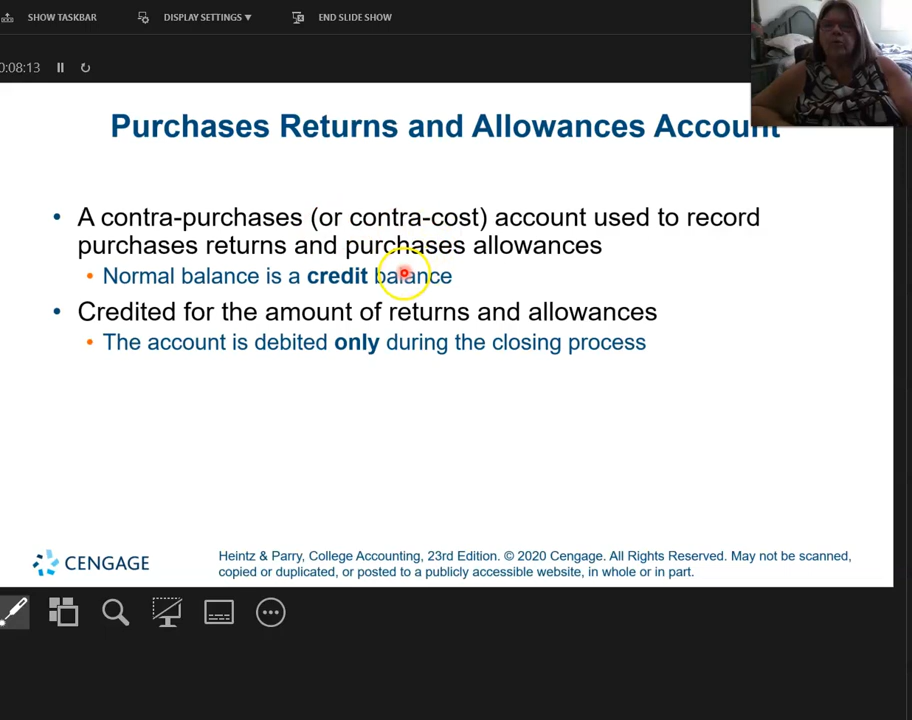 SHOW TASKBAR DISPLAY SETTINGS ▼ END SLIDE SHOW
0:08:13
Purchases Returns and Allowances Account
• A contra-purchases (or contra-cost) account used to record
purchases returns and purchases allowances
• Normal balance is a credit balance
• Credited for the amount of returns and allowances
• The account is debited only during the closing process
CENGAGE
Heintz & Parry, College Accounting, 23rd Edition. © 2020 Cengage. All Rights Reserved. May not be scanned,
copied or duplicated, or posted to a publicly accessible website, in whole or in part.